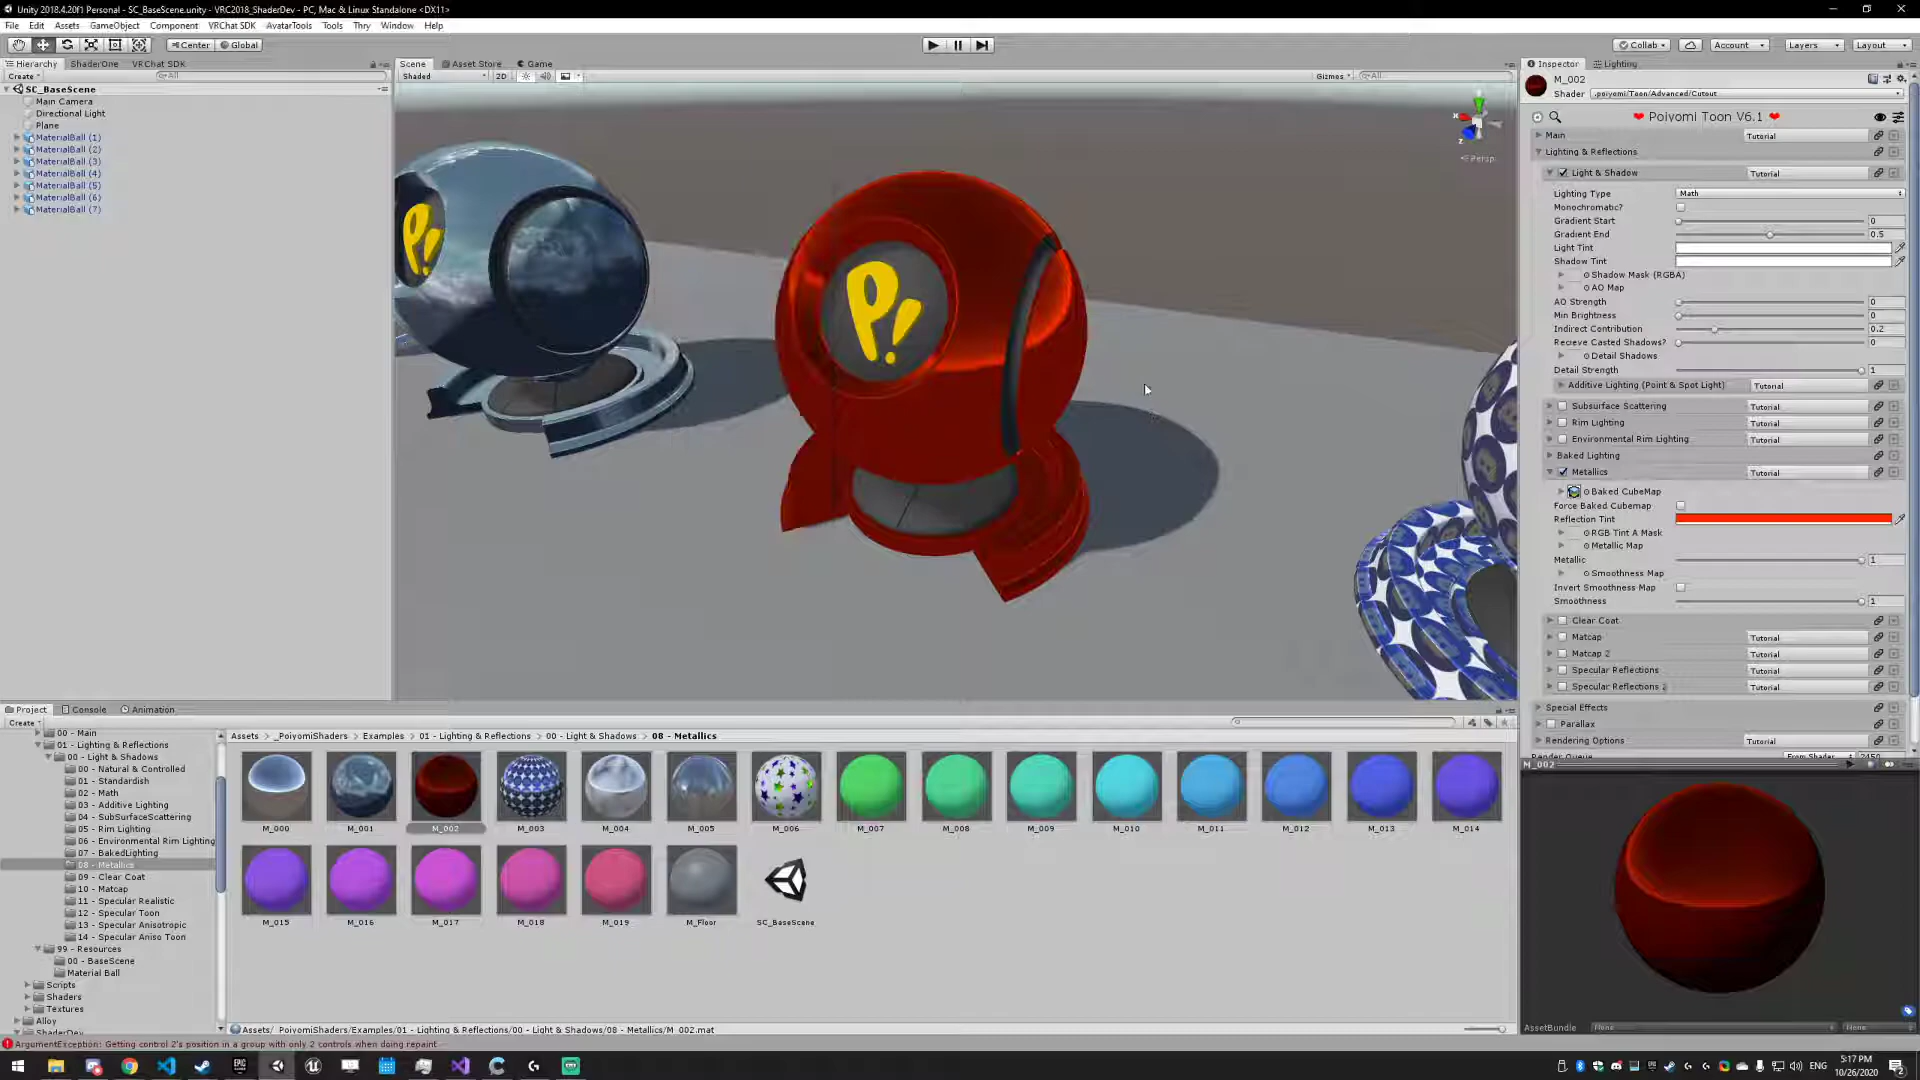 Unity 2018.4.20f1 Personal - SC_BaseScene.unity - VRC2018_ShaderDev - PC, Mac & Linux Standalone <DX11>
File Edit Assets GameObject Component VRChat SDK AvatarTools Tools Thry Window Help
Center Global Collab Account Layers Layout
Hierarchy ShaderOne VRChat SDK
Create All
SC_BaseScene
Main Camera
Directional Light
Plane
MaterialBall (1)
MaterialBall (2)
MaterialBall (3)
MaterialBall (4)
MaterialBall (5)
MaterialBall (6)
MaterialBall (7)
Scene Asset Store Game
Shaded 2D Gizmos All
Persp
P!
P!
Inspector Lighting
M_002
Shader .poiyomi/Toon/Advanced/Cutout
Poiyomi Toon V6.1
Main Tutorial
Lighting & Reflections
Light & Shadow Tutorial
Lighting Type Math
Monochromatic?
Gradient Start 0
Gradient End 0.5
Light Tint
Shadow Tint
Shadow Mask (RGBA)
AO Map
AO Strength 0
Min Brightness 0
Indirect Contribution 0.2
Recieve Casted Shadows? 0
Detail Shadows
Detail Strength 1
Additive Lighting (Point & Spot Light) Tutorial
Subsurface Scattering Tutorial
Rim Lighting Tutorial
Environmental Rim Lighting Tutorial
Baked Lighting
Metallics Tutorial
Baked CubeMap
Force Baked Cubemap
Reflection Tint
RGB Tint A Mask
Metallic Map
Metallic 1
Smoothness Map
Invert Smoothness Map
Smoothness 1
Clear Coat
Matcap Tutorial
Matcap 2 Tutorial
Specular Reflections Tutorial
Specular Reflections 2 Tutorial
Special Effects
Parallax
Rendering Options Tutorial
Render Queue From Shader 2450
M_002
AssetBundle None None
Project Console Animation
Create
00 - Main
01 - Lighting & Reflections
00 - Light & Shadows
00 - Natural & Controlled
01 - Standardish
02 - Math
03 - Additive Lighting
04 - SubSurfaceScattering
05 - Rim Lighting
06 - Environmental Rim Lighting
07 - BakedLighting
08 - Metallics
09 - Clear Coat
10 - Matcap
11 - Specular Realistic
12 - Specular Toon
13 - Specular Anisotropic
14 - Specular Aniso Toon
99 - Resources
00 - BaseScene
Material Ball
Scripts
Shaders
Textures
Alloy
ShaderDev
Assets > _PoiyomiShaders > Examples > 01 - Lighting & Reflections > 00 - Light & Shadows > 08 - Metallics
M_000 M_001 M_002 M_003 M_004 M_005 M_006 M_007 M_008 M_009 M_010 M_011 M_012 M_013 M_014
M_015 M_016 M_017 M_018 M_019 M_Floor SC_BaseScene
Assets/_PoiyomiShaders/Examples/01 - Lighting & Reflections/00 - Light & Shadows/08 - Metallics/M_002.mat
ArgumentException: Getting control 2's position in a group with only 2 controls when doing repaint
ENG
5:17 PM
10/26/2020